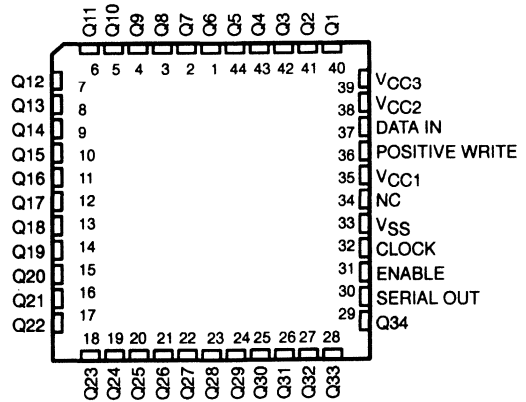 Q11 Q10 Q9 Q8 Q7 Q6 Q5 Q4 Q3 Q2 Q1
6 5 4 3 2 1 44 43 42 41 40
Q12 7 39 VCC3
Q13 8 38 VCC2
Q14 9 37 DATA IN
Q15 10 36 POSITIVE WRITE
Q16 11 35 VCC1
Q17 12 34 NC
Q18 13 33 VSS
Q19 14 32 CLOCK
Q20 15 31 ENABLE
Q21 16 30 SERIAL OUT
Q22 17 29 Q34
18 19 20 21 22 23 24 25 26 27 28
Q23 Q24 Q25 Q26 Q27 Q28 Q29 Q30 Q31 Q32 Q33